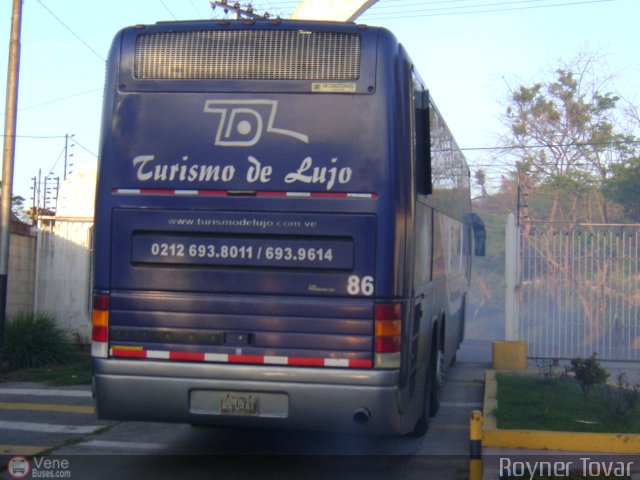 TDL
Turismo de Lujo
www.turismodelujo.com.ve
0212 693.8011 / 693.9614
86
Vene
Buses.com
Royner Tovar